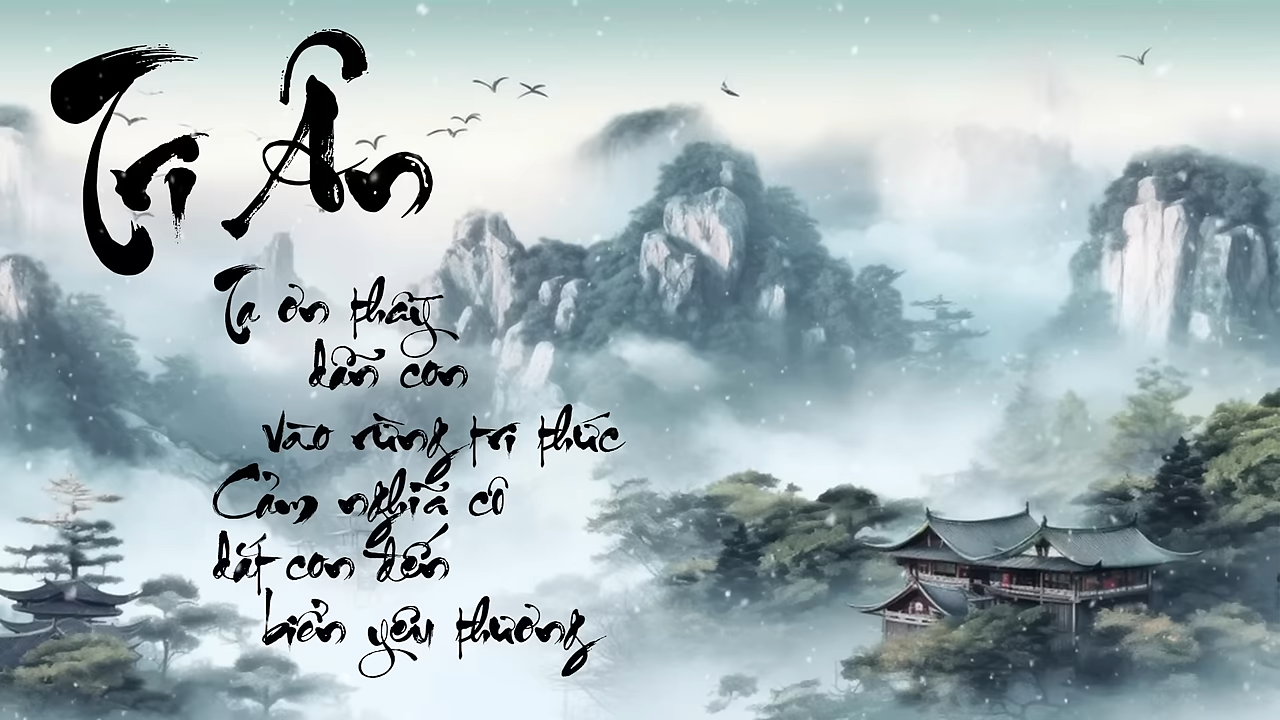 Tri Ân
Tạ ơn thầy
dẫn con
vào rừng tri thức
Cảm nghĩa cô
dắt con đến
biển yêu thương